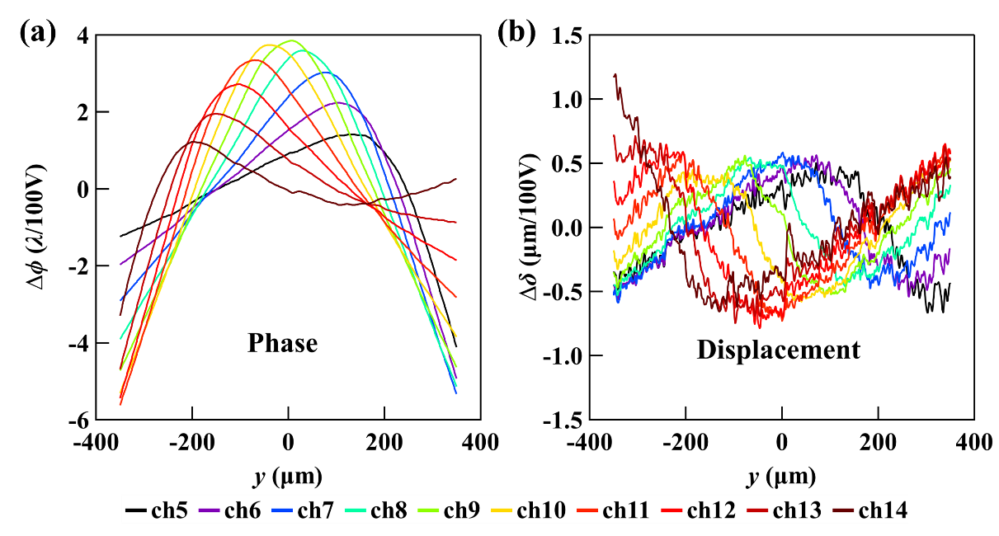 (a)
4
2
0
-2
-4
-6
Δϕ (λ/100V)
Phase
-400 -200 0 200 400
y (μm)
(b)
1.5
1.0
0.5
0.0
-0.5
-1.0
-1.5
Δδ (μm/100V)
Displacement
-400 -200 0 200 400
y (μm)
ch5 ch6 ch7 ch8 ch9 ch10 ch11 ch12 ch13 ch14